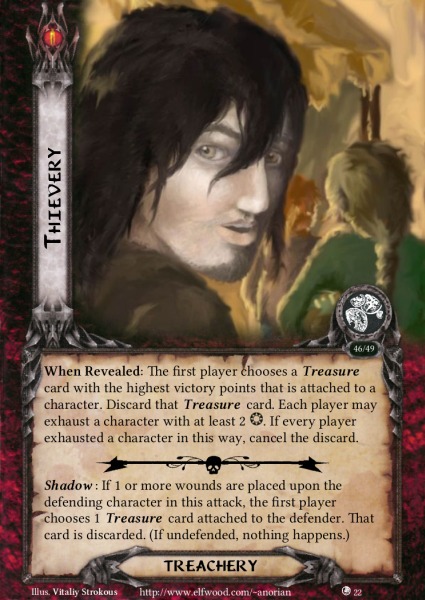 THIEVERY
46/49
When Revealed: The first player chooses a Treasure
card with the highest victory points that is attached to a
character. Discard that Treasure card. Each player may
exhaust a character with at least 2 . If every player
exhausted a character in this way, cancel the discard.
Shadow: If 1 or more wounds are placed upon the
defending character in this attack, the first player
chooses 1 Treasure card attached to the defender. That
card is discarded. (If undefended, nothing happens.)
TREACHERY
Illus. Vitaliy Strokous http://www.elfwood.com/~anorian 22